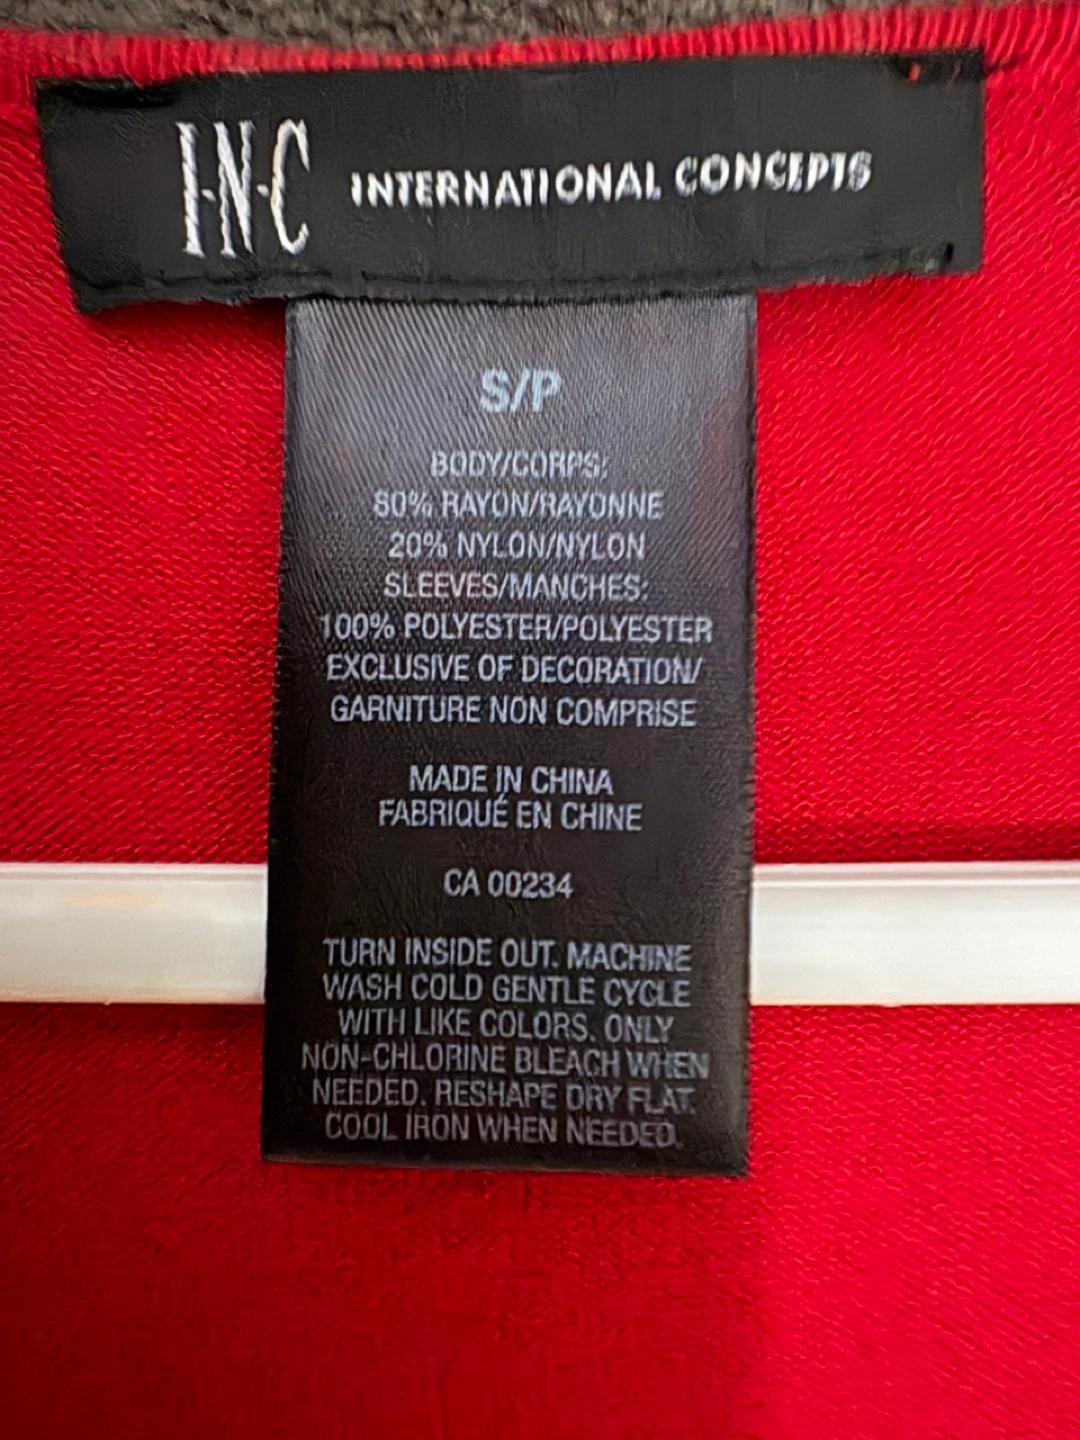 I·N·C INTERNATIONAL CONCEPTS
S/P
BODY/CORPS:
80% RAYON/RAYONNE
20% NYLON/NYLON
SLEEVES/MANCHES:
100% POLYESTER/POLYESTER
EXCLUSIVE OF DECORATION/
GARNITURE NON COMPRISE
MADE IN CHINA
FABRIQUÉ EN CHINE
CA 00234
TURN INSIDE OUT. MACHINE
WASH COLD GENTLE CYCLE
WITH LIKE COLORS. ONLY
NON-CHLORINE BLEACH WHEN
NEEDED. RESHAPE DRY FLAT.
COOL IRON WHEN NEEDED.